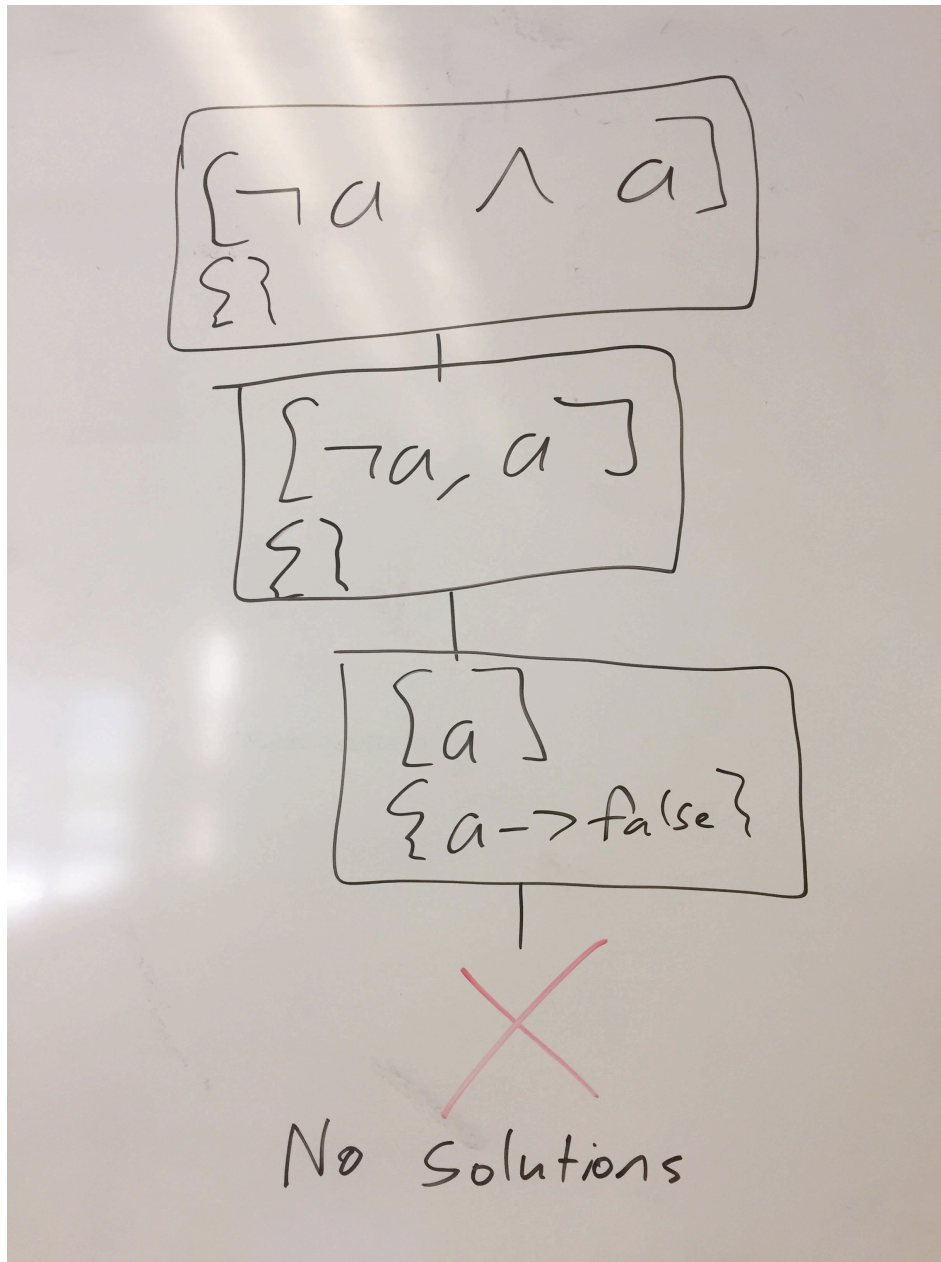 [¬a ∧ a]
{}
[¬a, a]
{}
[a]
{a->false}
No Solutions